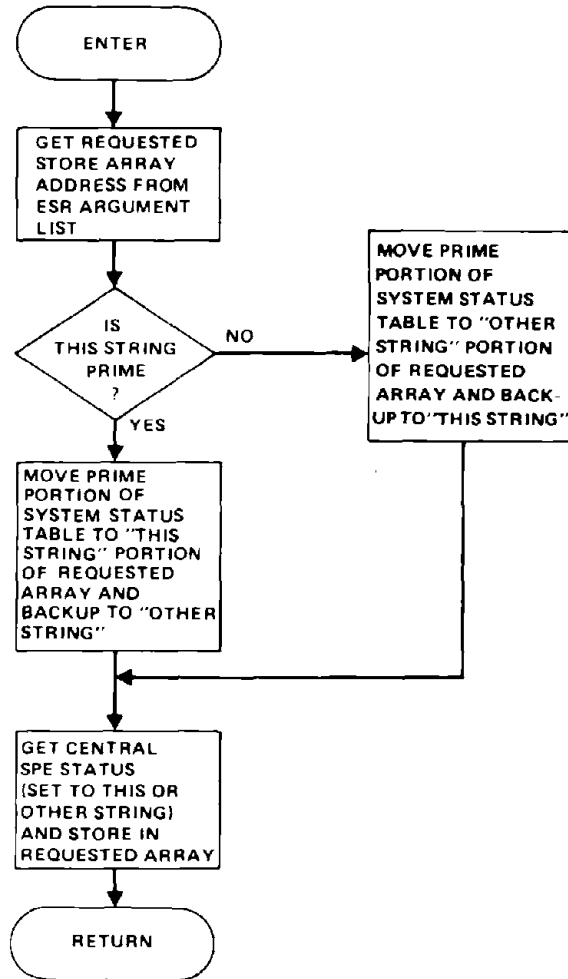 ENTER
GET REQUESTED
STORE ARRAY
ADDRESS FROM
ESR ARGUMENT
LIST
IS
THIS STRING
PRIME
?
NO
YES
MOVE PRIME
PORTION OF
SYSTEM STATUS
TABLE TO "OTHER
STRING" PORTION
OF REQUESTED
ARRAY AND BACK-
UP TO "THIS STRING"
MOVE PRIME
PORTION OF
SYSTEM STATUS
TABLE TO "THIS
STRING" PORTION
OF REQUESTED
ARRAY AND
BACKUP TO "OTHER
STRING"
GET CENTRAL
SPE STATUS
(SET TO THIS OR
OTHER STRING)
AND STORE IN
REQUESTED ARRAY
RETURN